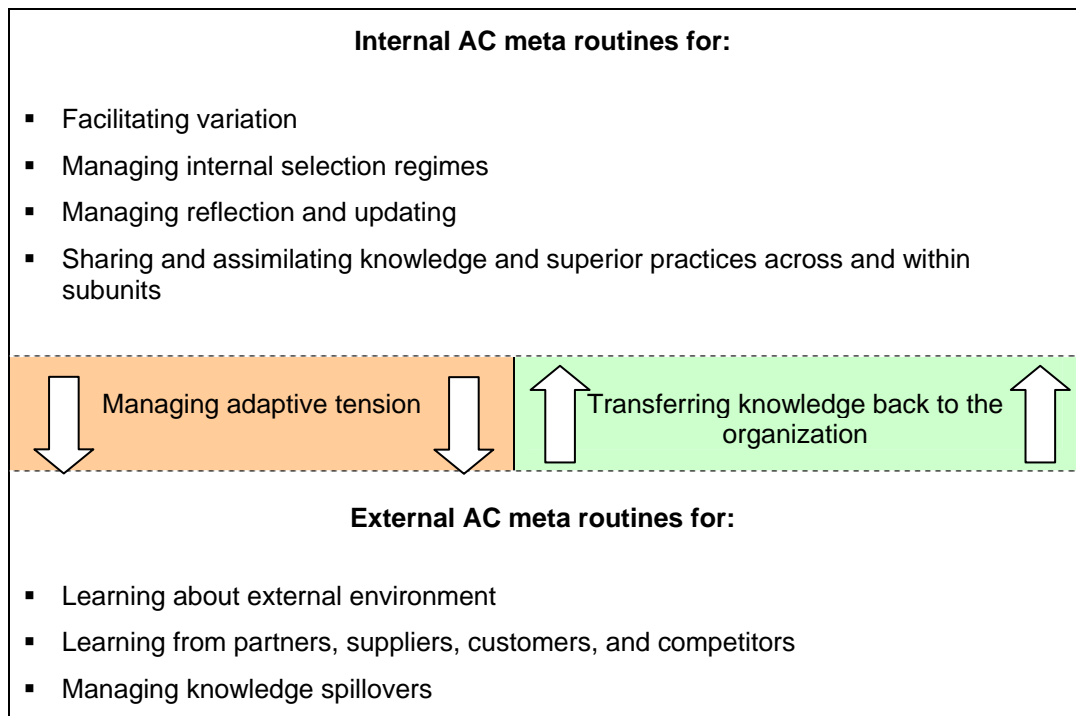 Internal AC meta routines for:
▪ Facilitating variation
▪ Managing internal selection regimes
▪ Managing reflection and updating
▪ Sharing and assimilating knowledge and superior practices across and within
subunits
Managing adaptive tension
Transferring knowledge back to the
organization
External AC meta routines for:
▪ Learning about external environment
▪ Learning from partners, suppliers, customers, and competitors
▪ Managing knowledge spillovers